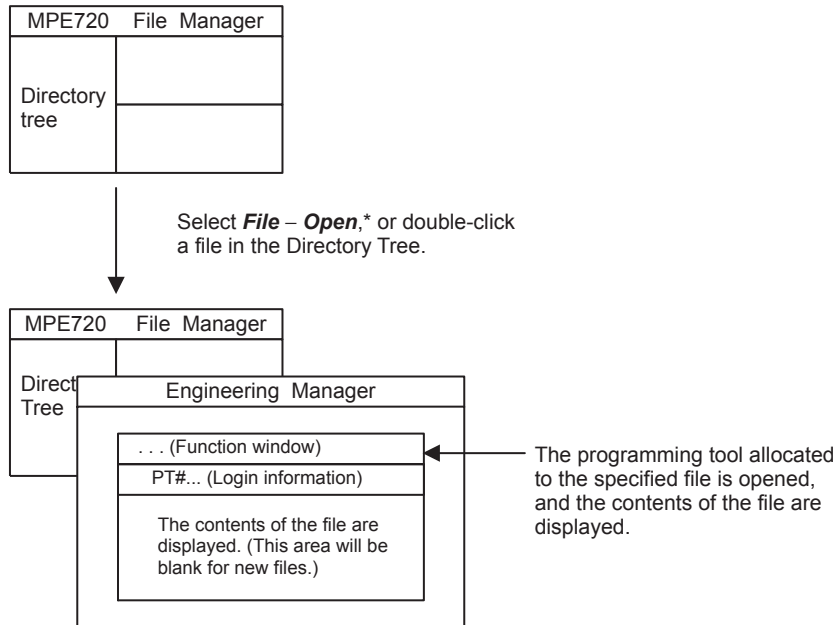 MPE720 File Manager
Directory
tree
Select File – Open,* or double-click
a file in the Directory Tree.
MPE720 File Manager
Direct
Tree
Engineering Manager
. . . (Function window)
PT#... (Login information)
The contents of the file are
displayed. (This area will be
blank for new files.)
The programming tool allocated
to the specified file is opened,
and the contents of the file are
displayed.